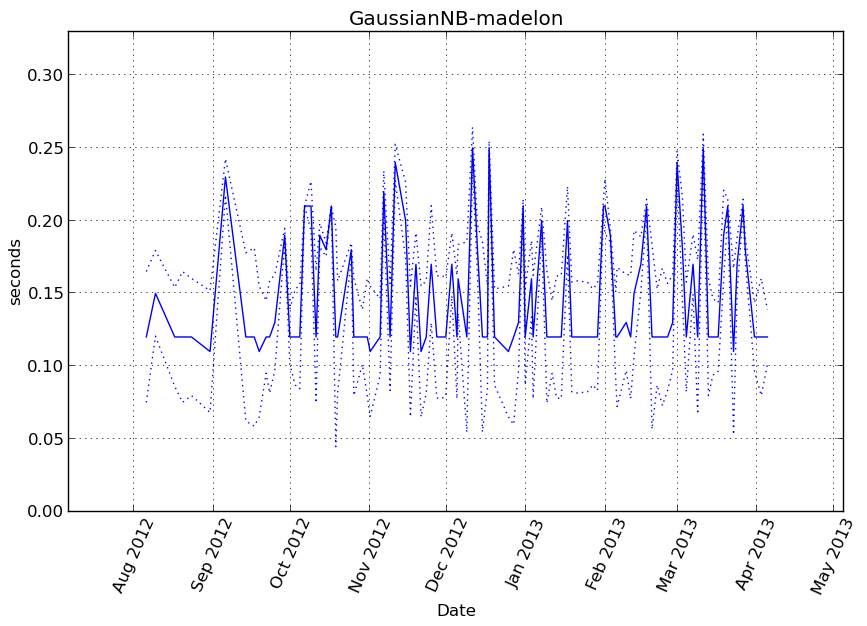 GaussianNB-madelon
0.30
0.25
0.20
0.15
0.10
0.05
0.00
seconds
Aug 2012
Sep 2012
Oct 2012
Nov 2012
Dec 2012
Jan 2013
Feb 2013
Mar 2013
Apr 2013
May 2013
Date